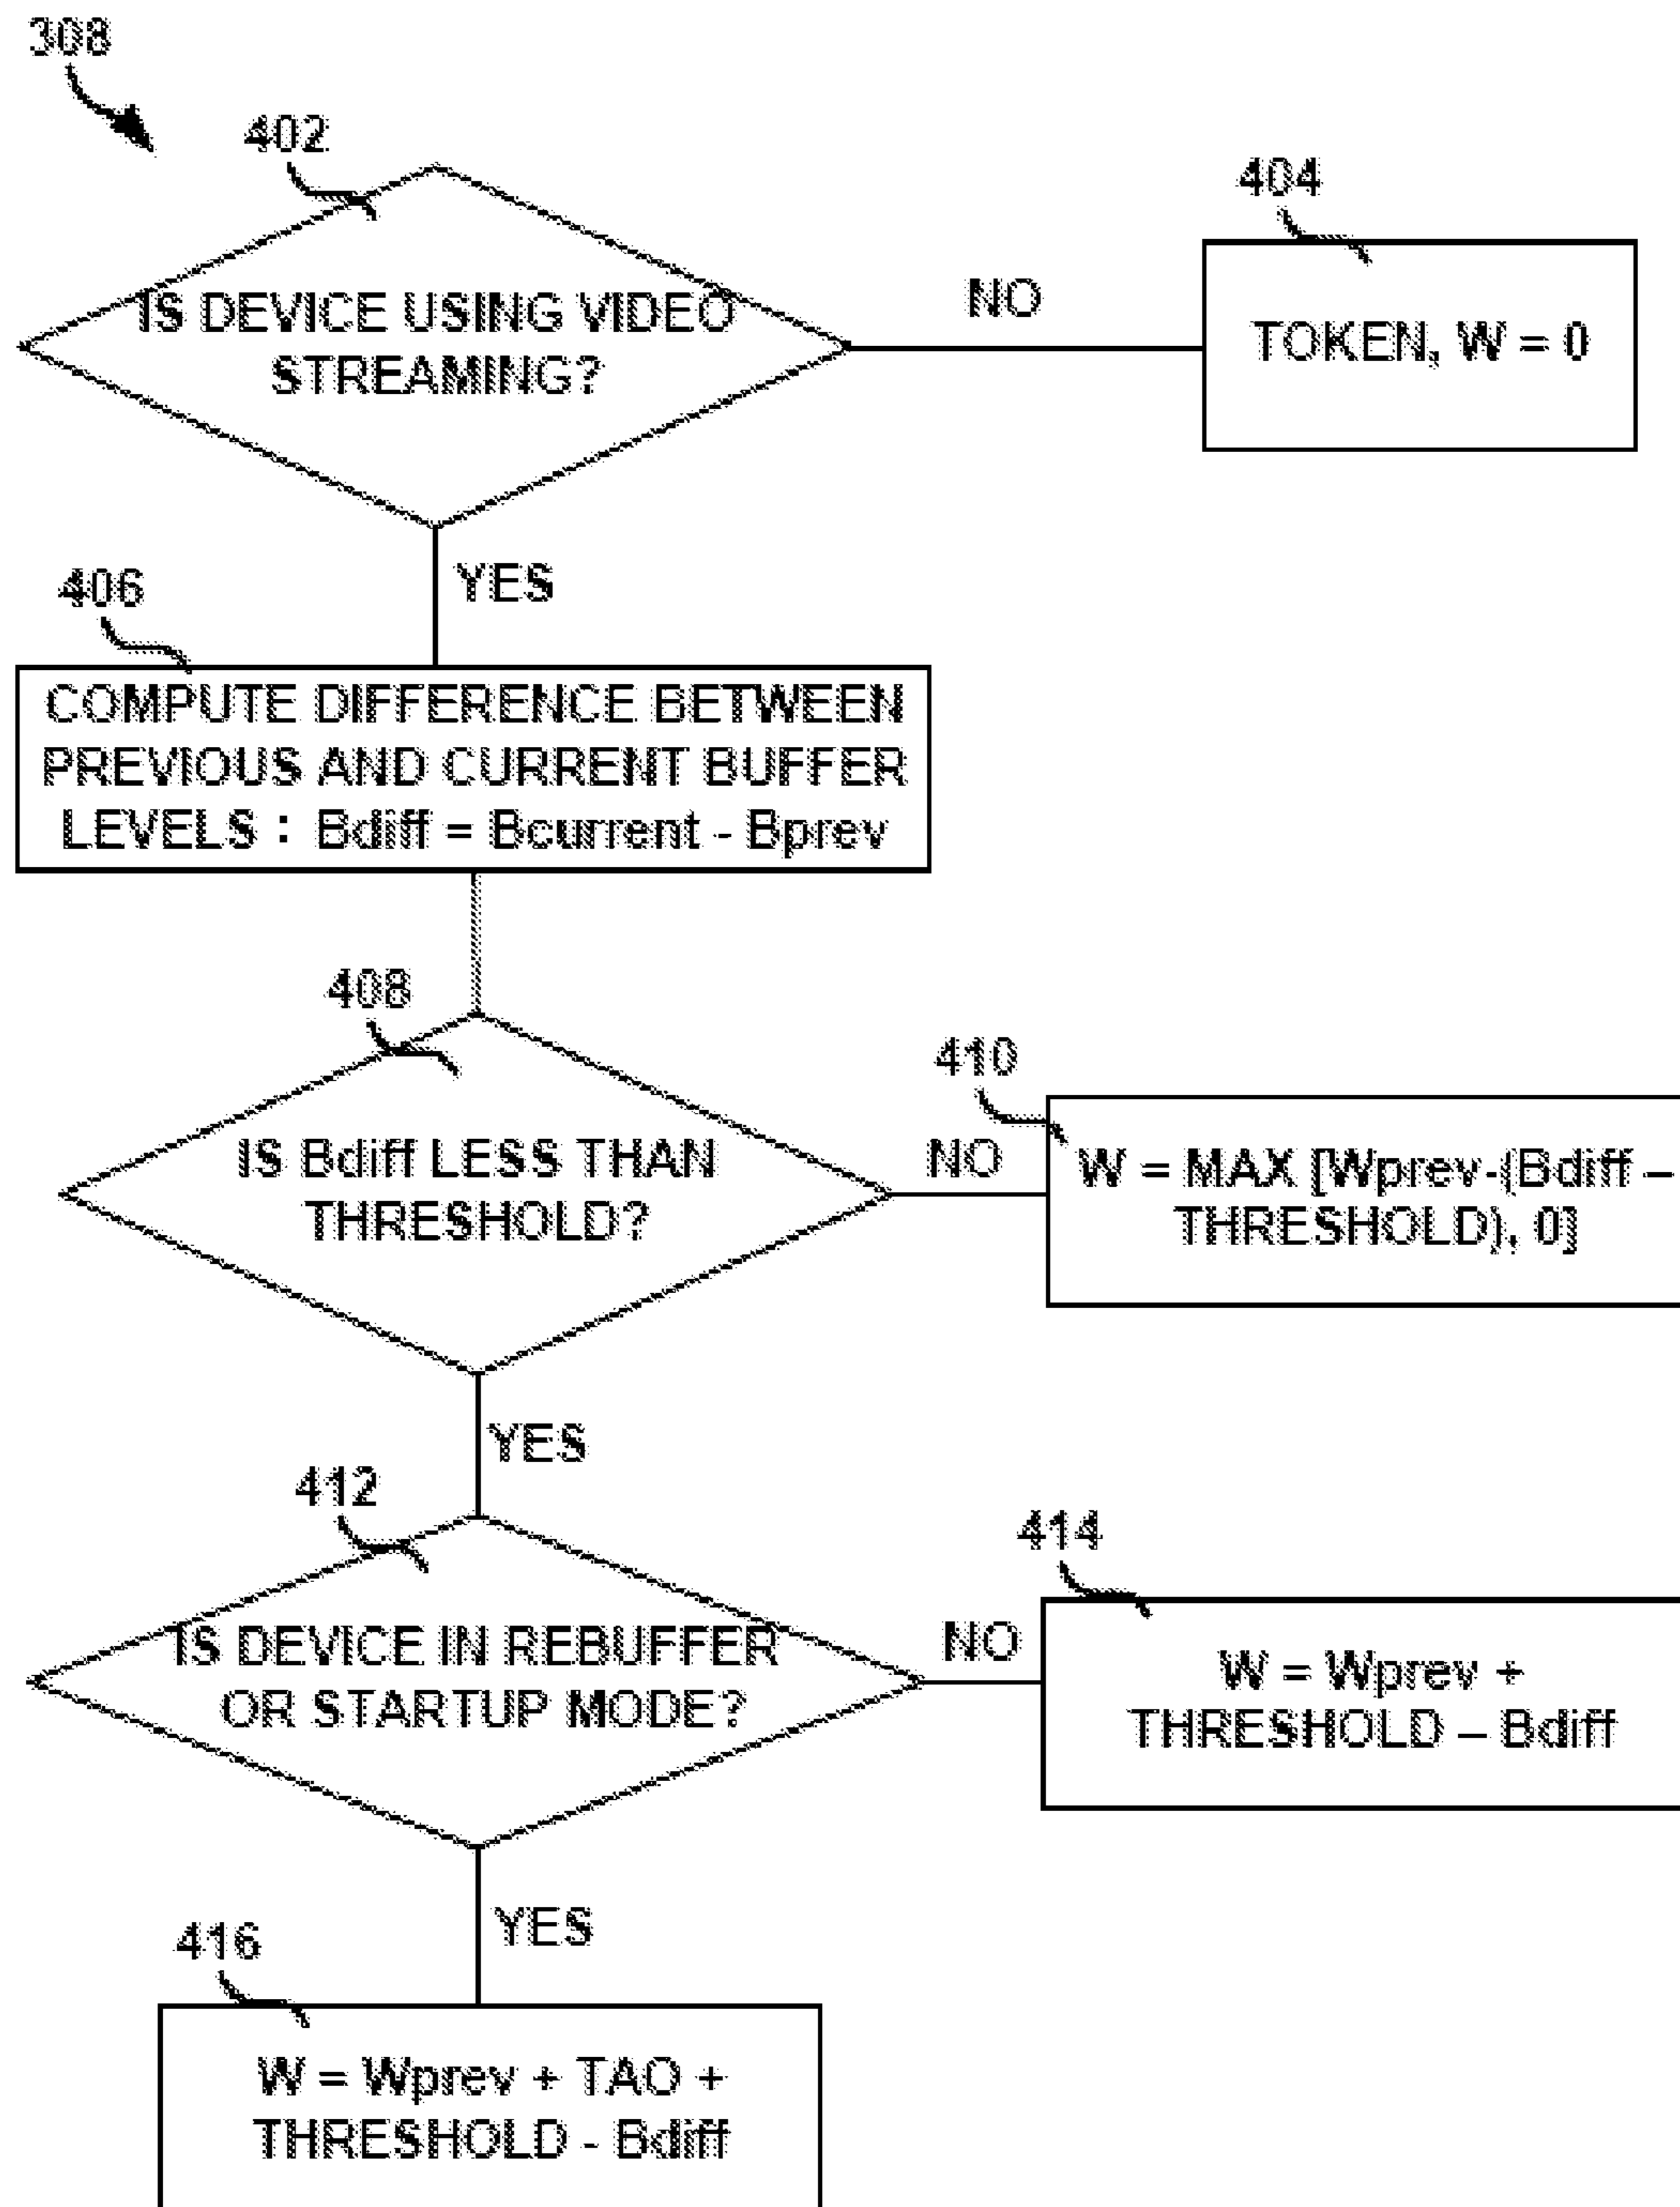 308
402
404
IS DEVICE USING VIDEO
STREAMING?
NO
TOKEN, W = 0
YES
406
COMPUTE DIFFERENCE BETWEEN
PREVIOUS AND CURRENT BUFFER
LEVELS : Bdiff = Bcurrent - Bprev
408
410
IS Bdiff LESS THAN
THRESHOLD?
NO
W = MAX [Wprev-(Bdiff –
THRESHOLD), 0]
YES
412
414
IS DEVICE IN REBUFFER
OR STARTUP MODE?
NO
W = Wprev +
THRESHOLD – Bdiff
YES
416
W = Wprev + TAO +
THRESHOLD - Bdiff